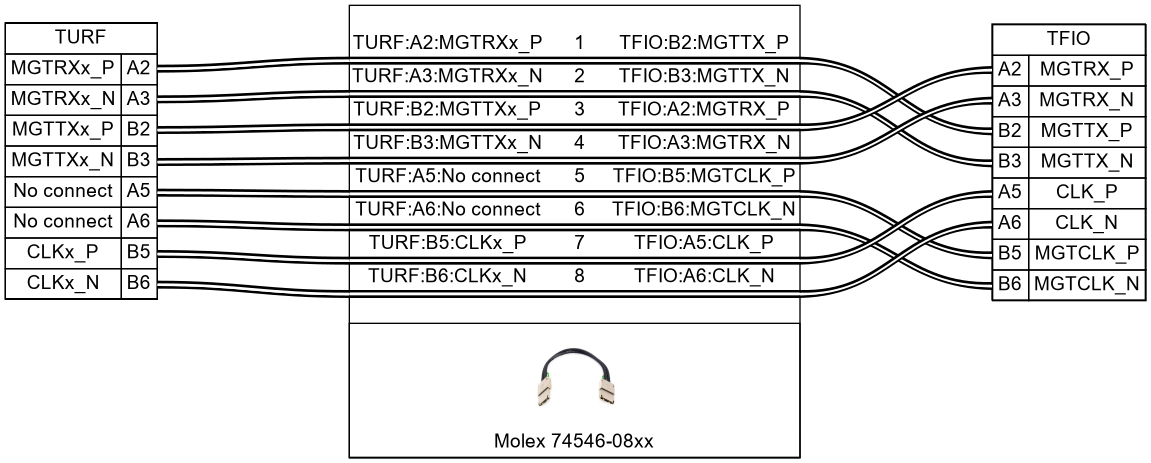 TURF
MGTRXx_P A2
MGTRXx_N A3
MGTTXx_P B2
MGTTXx_N B3
No connect A5
No connect A6
CLKx_P B5
CLKx_N B6
TURF:A2:MGTRXx_P 1 TFIO:B2:MGTTX_P
TURF:A3:MGTRXx_N 2 TFIO:B3:MGTTX_N
TURF:B2:MGTTXx_P 3 TFIO:A2:MGTRX_P
TURF:B3:MGTTXx_N 4 TFIO:A3:MGTRX_N
TURF:A5:No connect 5 TFIO:B5:MGTCLK_P
TURF:A6:No connect 6 TFIO:B6:MGTCLK_N
TURF:B5:CLKx_P 7 TFIO:A5:CLK_P
TURF:B6:CLKx_N 8 TFIO:A6:CLK_N
Molex 74546-08xx
TFIO
A2 MGTRX_P
A3 MGTRX_N
B2 MGTTX_P
B3 MGTTX_N
A5 CLK_P
A6 CLK_N
B5 MGTCLK_P
B6 MGTCLK_N